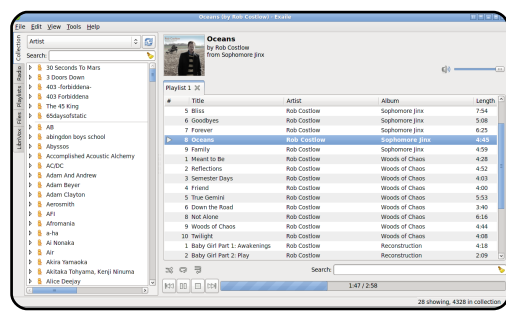 Oceans (by Rob Costlow) - Exaile
File Edit View Tools Help
Collection
Radio
Playlists
Files
LibriVox
Artist
Search:
30 Seconds To Mars
3 Doors Down
403 -forbiddena-
403 Forbiddena
The 45 King
65daysofstatic
AB
abingdon boys school
Abyssos
Accomplished Acoustic Alchemy
AC/DC
Adam And Andrew
Adam Beyer
Adam Clayton
Aerosmith
AFI
Afromania
a-ha
Ai Nonaka
Air
Akira Yamaoka
Akitaka Tohyama, Kenji Ninuma
Alice Deejay
Oceans
by Rob Costlow
from Sophomore Jinx
Playlist 1
# Title Artist Album Length
5 Bliss Rob Costlow Sophomore Jinx 7:54
6 Goodbyes Rob Costlow Sophomore Jinx 5:08
7 Forever Rob Costlow Sophomore Jinx 6:25
8 Oceans Rob Costlow Sophomore Jinx 4:45
9 Family Rob Costlow Sophomore Jinx 4:59
1 Meant to Be Rob Costlow Woods of Chaos 4:28
2 Reflections Rob Costlow Woods of Chaos 4:52
3 Semester Days Rob Costlow Woods of Chaos 4:03
4 Friend Rob Costlow Woods of Chaos 4:00
5 True Gemini Rob Costlow Woods of Chaos 5:53
6 Down the Road Rob Costlow Woods of Chaos 3:40
8 Not Alone Rob Costlow Woods of Chaos 6:16
9 Woods of Chaos Rob Costlow Woods of Chaos 4:44
10 Twilight Rob Costlow Woods of Chaos 4:08
1 Baby Girl Part 1: Awakenings Rob Costlow Reconstruction 4:18
2 Baby Girl Part 2: Play Rob Costlow Reconstruction 2:09
Search:
1:47 / 2:58
28 showing, 4328 in collection